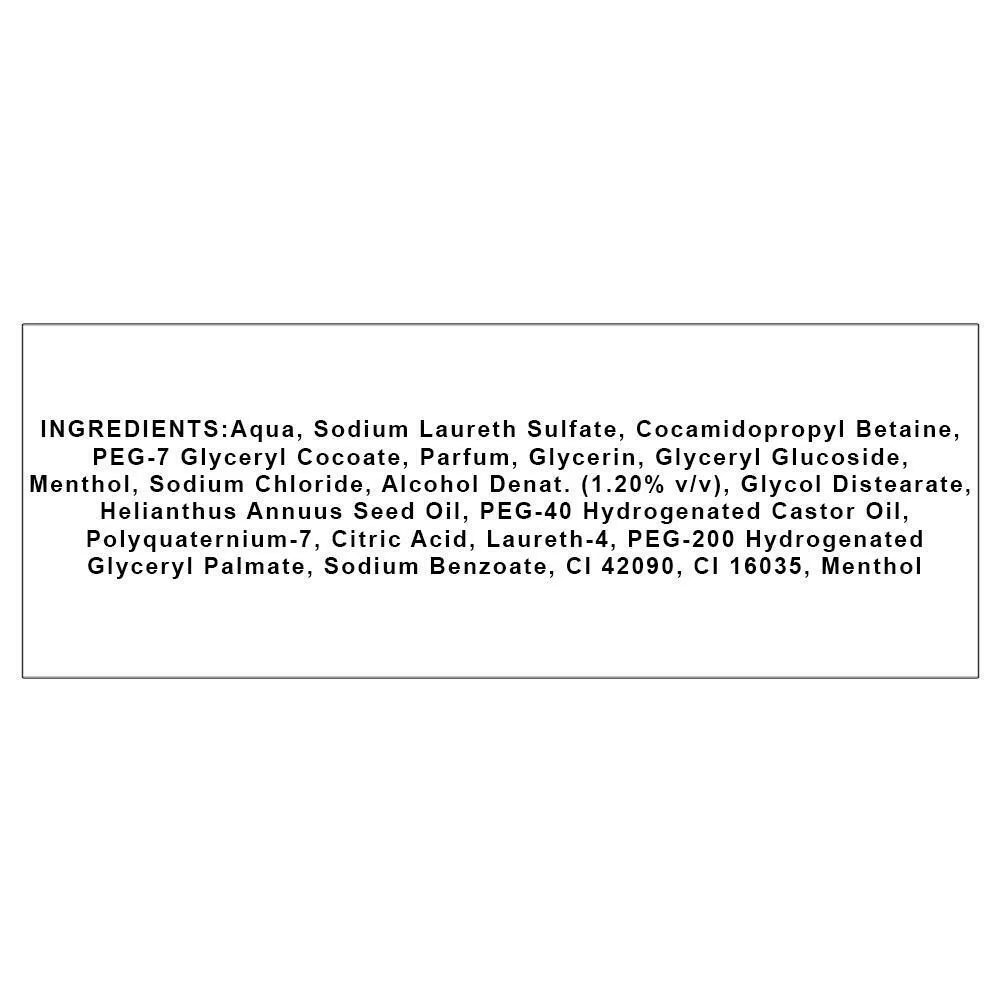 INGREDIENTS:Aqua, Sodium Laureth Sulfate, Cocamidopropyl Betaine,
PEG-7 Glyceryl Cocoate, Parfum, Glycerin, Glyceryl Glucoside,
Menthol, Sodium Chloride, Alcohol Denat. (1.20% v/v), Glycol Distearate,
Helianthus Annuus Seed Oil, PEG-40 Hydrogenated Castor Oil,
Polyquaternium-7, Citric Acid, Laureth-4, PEG-200 Hydrogenated
Glyceryl Palmate, Sodium Benzoate, CI 42090, CI 16035, Menthol